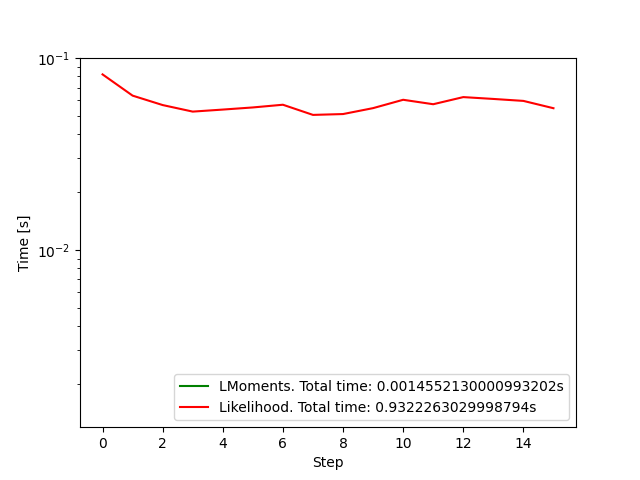 10⁻¹
10⁻²
Time [s]
LMoments. Total time: 0.0014552130000993202s
Likelihood. Total time: 0.9322263029998794s
0 2 4 6 8 10 12 14
Step